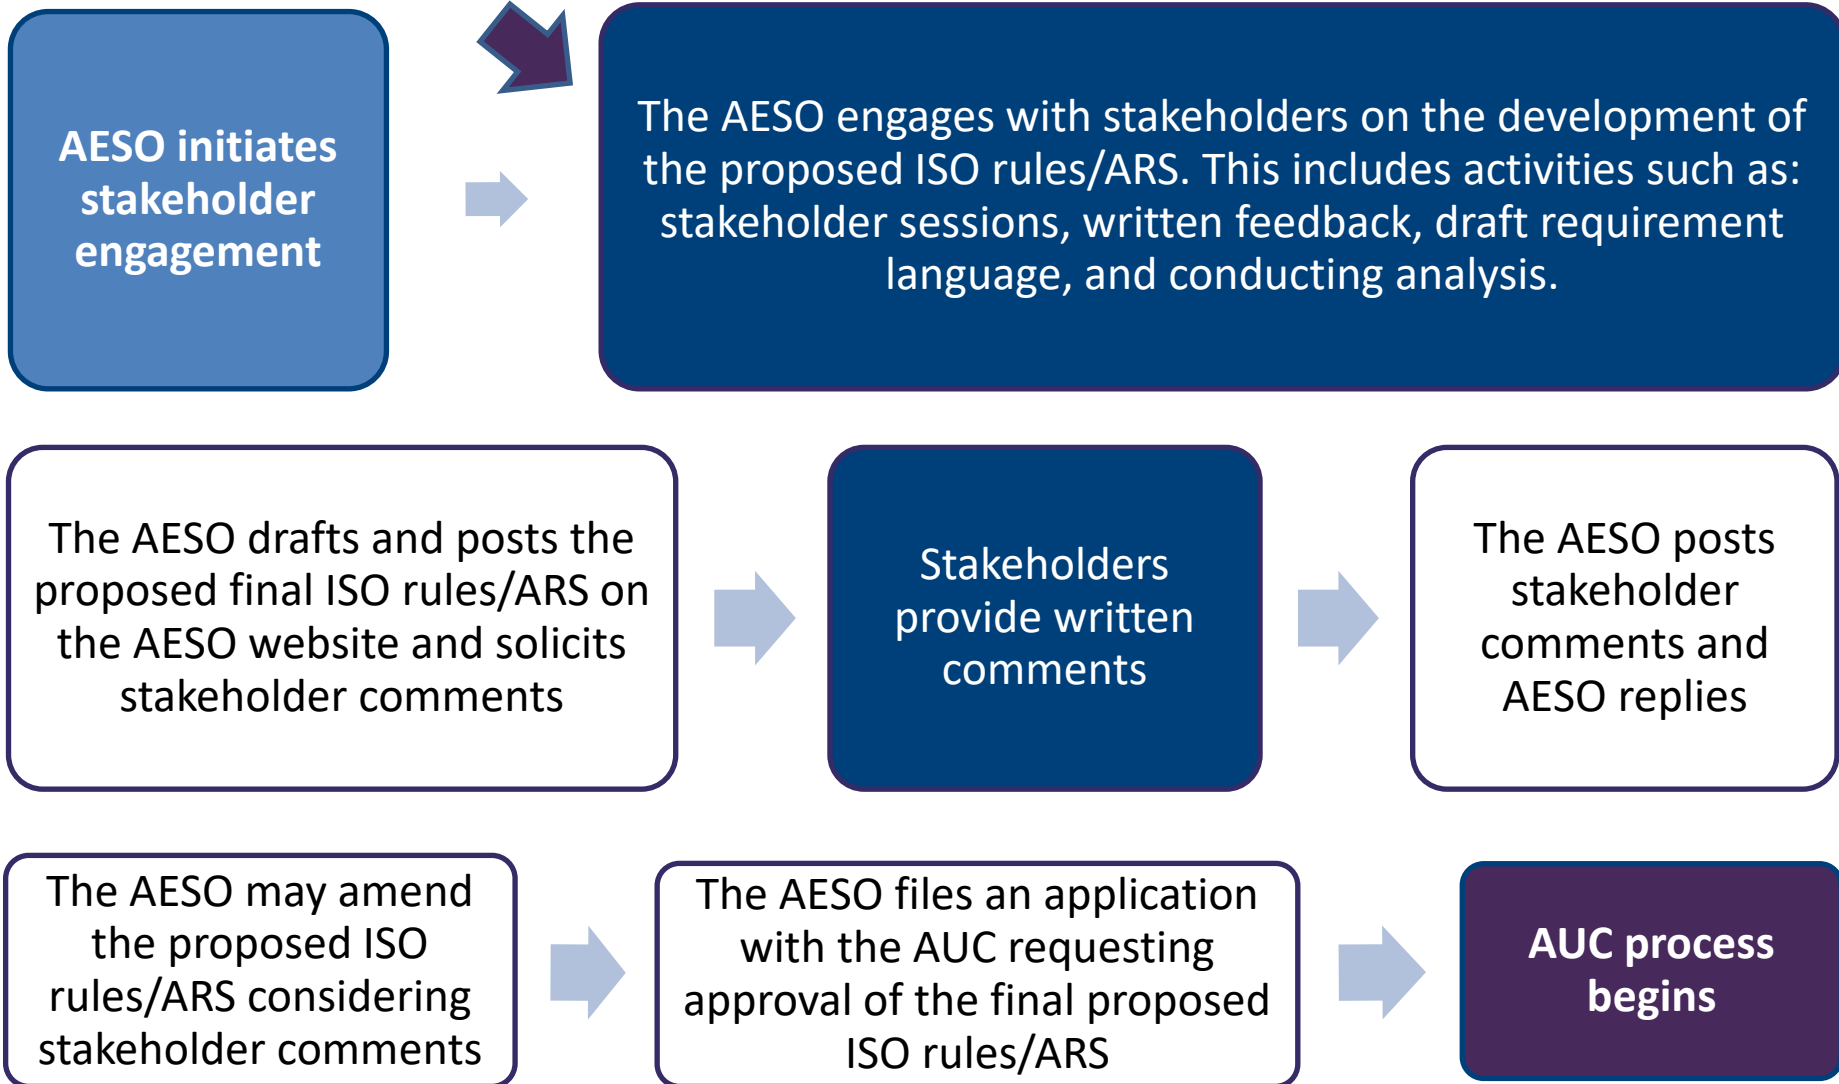 AESO initiates
stakeholder
engagement
The AESO engages with stakeholders on the development of
the proposed ISO rules/ARS. This includes activities such as:
stakeholder sessions, written feedback, draft requirement
language, and conducting analysis.
The AESO drafts and posts the
proposed final ISO rules/ARS on
the AESO website and solicits
stakeholder comments
Stakeholders
provide written
comments
The AESO posts
stakeholder
comments and
AESO replies
The AESO may amend
the proposed ISO
rules/ARS considering
stakeholder comments
The AESO files an application
with the AUC requesting
approval of the final proposed
ISO rules/ARS
AUC process
begins